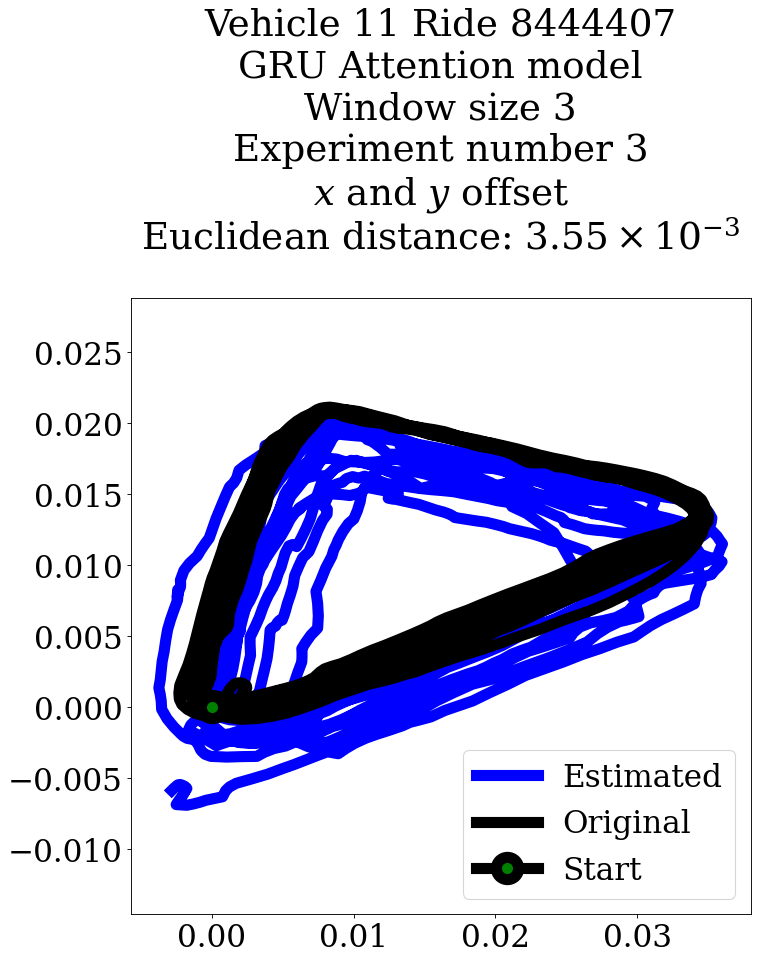 Vehicle 11 Ride 8444407
GRU Attention model
Window size 3
Experiment number 3
x and y offset
Euclidean distance: 3.55 × 10⁻³
0.025
0.020
0.015
0.010
0.005
0.000
−0.005
−0.010
Estimated
Original
Start
0.00 0.01 0.02 0.03